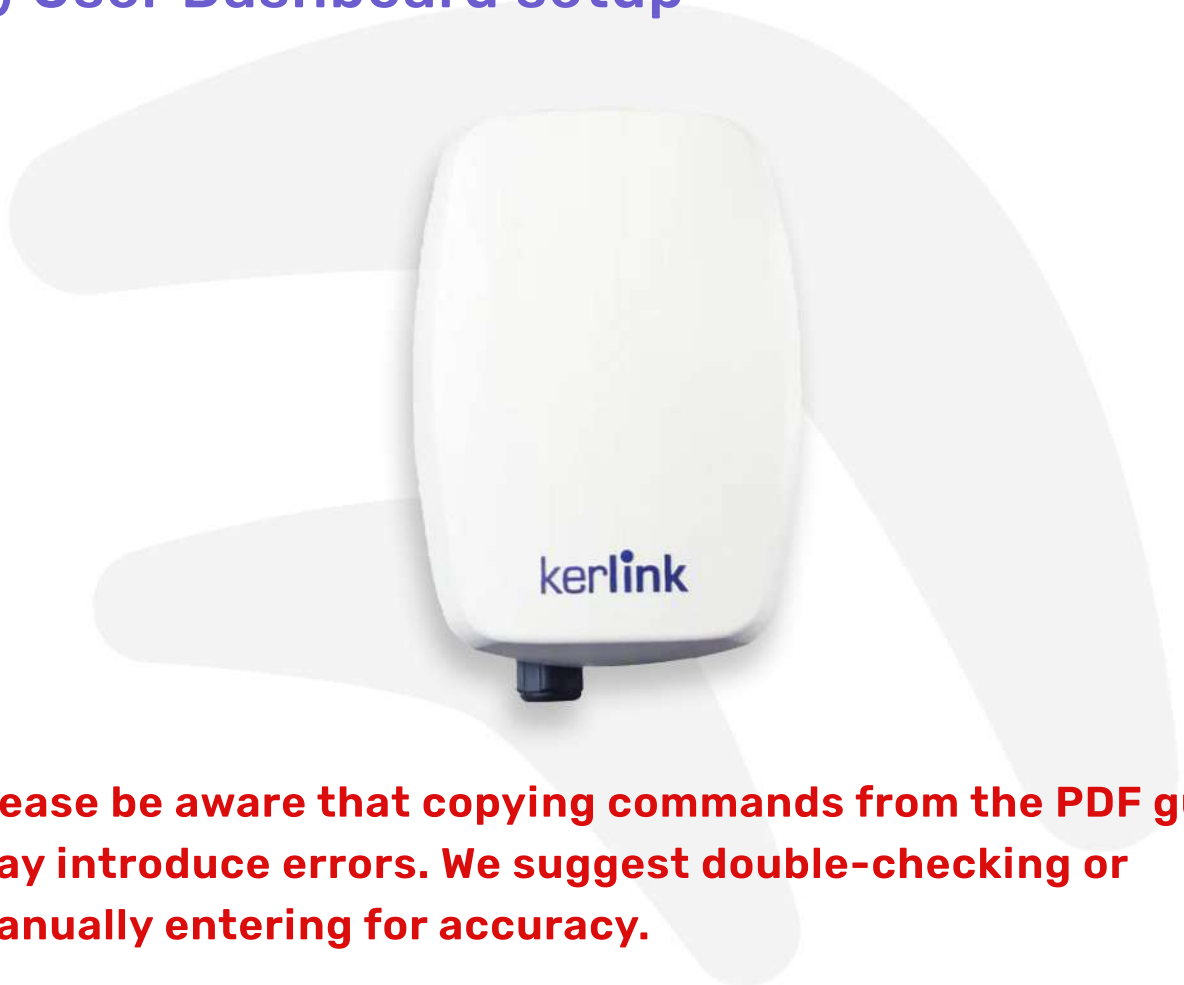 User Dashboard setup
kerlink
ease be aware that copying commands from the PDF g
ay introduce errors. We suggest double-checking or
anually entering for accuracy.